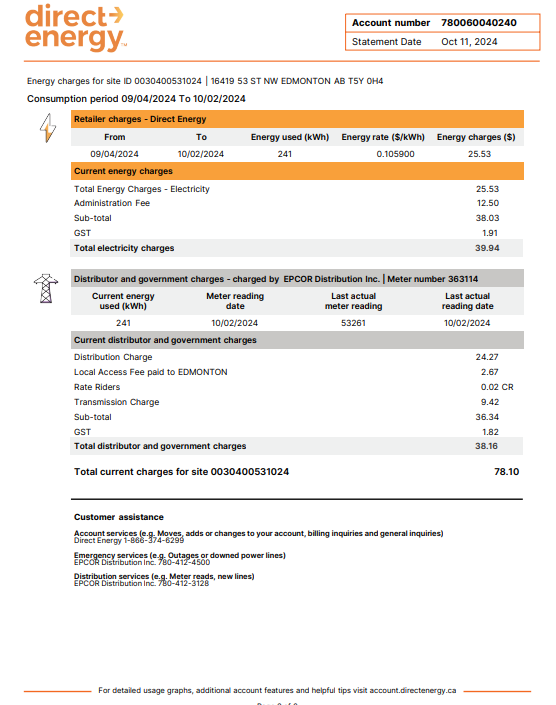 direct
energy™
Account number 780060040240
Statement Date Oct 11, 2024
Energy charges for site ID 0030400531024 | 16419 53 ST NW EDMONTON AB T5Y 0H4
Consumption period 09/04/2024 To 10/02/2024
Retailer charges - Direct Energy
From To Energy used (kWh) Energy rate ($/kWh) Energy charges ($)
09/04/2024 10/02/2024 241 0.105900 25.53
Current energy charges
Total Energy Charges - Electricity 25.53
Administration Fee 12.50
Sub-total 38.03
GST 1.91
Total electricity charges 39.94
Distributor and government charges - charged by EPCOR Distribution Inc. | Meter number 363114
Current energy Meter reading Last actual Last actual
used (kWh) date meter reading reading date
241 10/02/2024 53261 10/02/2024
Current distributor and government charges
Distribution Charge 24.27
Local Access Fee paid to EDMONTON 2.67
Rate Riders 0.02 CR
Transmission Charge 9.42
Sub-total 36.34
GST 1.82
Total distributor and government charges 38.16
Total current charges for site 0030400531024 78.10
Customer assistance
Account services (e.g. Moves, adds or changes to your account, billing inquiries and general inquiries)
Direct Energy 1-866-374-6299
Emergency services (e.g. Outages or downed power lines)
EPCOR Distribution Inc. 780-412-4500
Distribution services (e.g. Meter reads, new lines)
EPCOR Distribution Inc. 780-412-3128
For detailed usage graphs, additional account features and helpful tips visit account.directenergy.ca